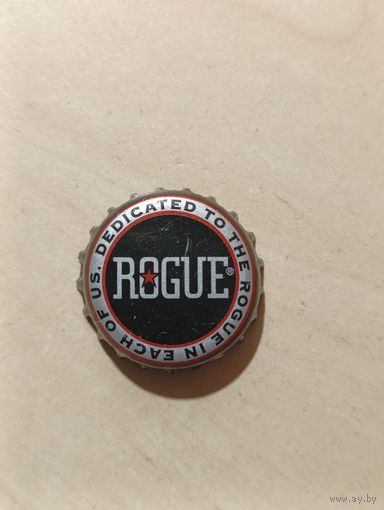 DEDICATED TO THE ROGUE IN EACH OF US.
ROGUE®
www.ay.by